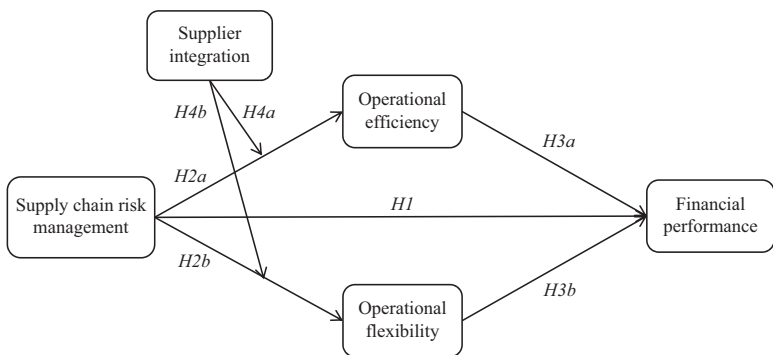 Supplier
integration
H4b
H4a
Operational
efficiency
H3a
H2a
Supply chain risk
management
H1
Financial
performance
H2b
Operational
flexibility
H3b